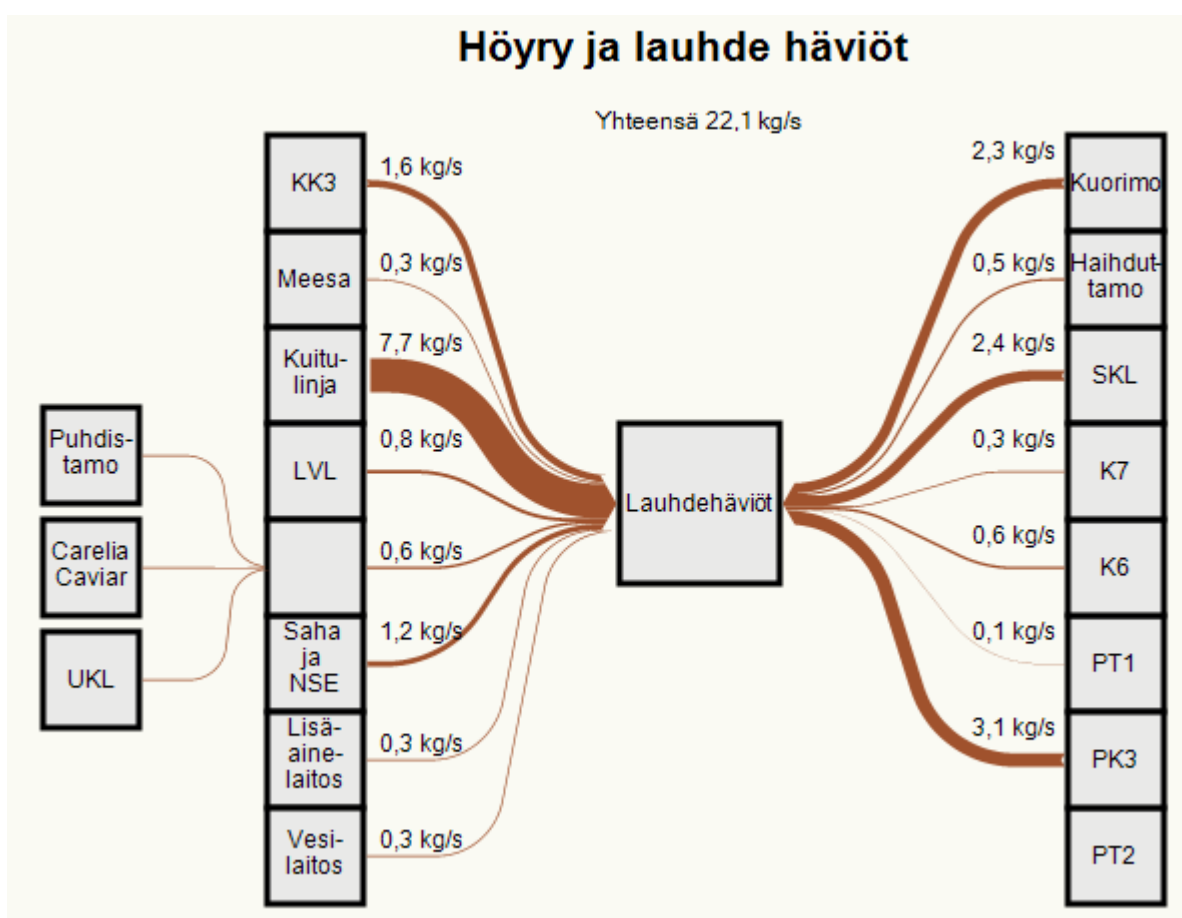 Höyry ja lauhde häviöt
Yhteensä 22,1 kg/s
KK3
1,6 kg/s
Meesa
0,3 kg/s
Kuitu-
linja
7,7 kg/s
LVL
0,8 kg/s
0,6 kg/s
Saha
ja
NSE
1,2 kg/s
Lisä-
aine-
laitos
0,3 kg/s
Vesi-
laitos
0,3 kg/s
Puhdis-
tamo
Carelia
Caviar
UKL
Lauhdehäviöt
2,3 kg/s
Kuorimo
0,5 kg/s
Haihdut-
tamo
2,4 kg/s
SKL
0,3 kg/s
K7
0,6 kg/s
K6
0,1 kg/s
PT1
3,1 kg/s
PK3
PT2